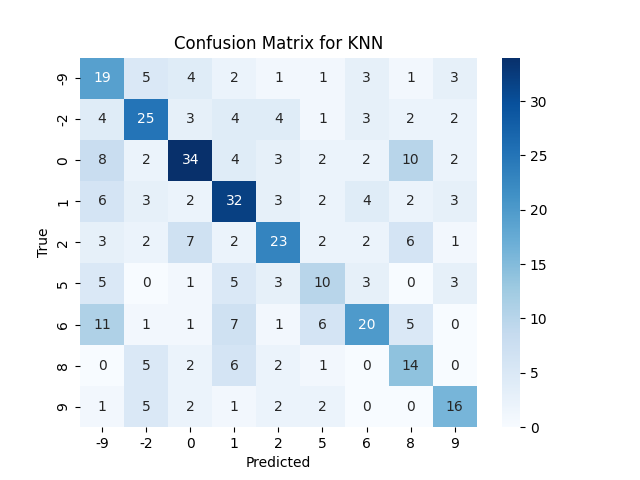 Confusion Matrix for KNN
-9 19 5 4 2 1 1 3 1 3
-2 4 25 3 4 4 1 3 2 2
0 8 2 34 4 3 2 2 10 2
1 6 3 2 32 3 2 4 2 3
2 3 2 7 2 23 2 2 6 1
5 5 0 1 5 3 10 3 0 3
6 11 1 1 7 1 6 20 5 0
8 0 5 2 6 2 1 0 14 0
9 1 5 2 1 2 2 0 0 16
-9 -2 0 1 2 5 6 8 9
Predicted
True
30
25
20
15
10
5
0